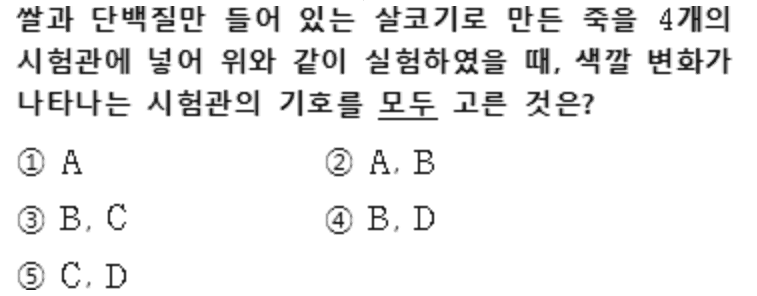 쌀과 단백질만 들어 있는 살코기로 만든 죽을 4개의
시험관에 넣어 위와 같이 실험하였을 때, 색깔 변화가
나타나는 시험관의 기호를 모두 고른 것은?
① A ② A, B
③ B, C ④ B, D
⑤ C, D